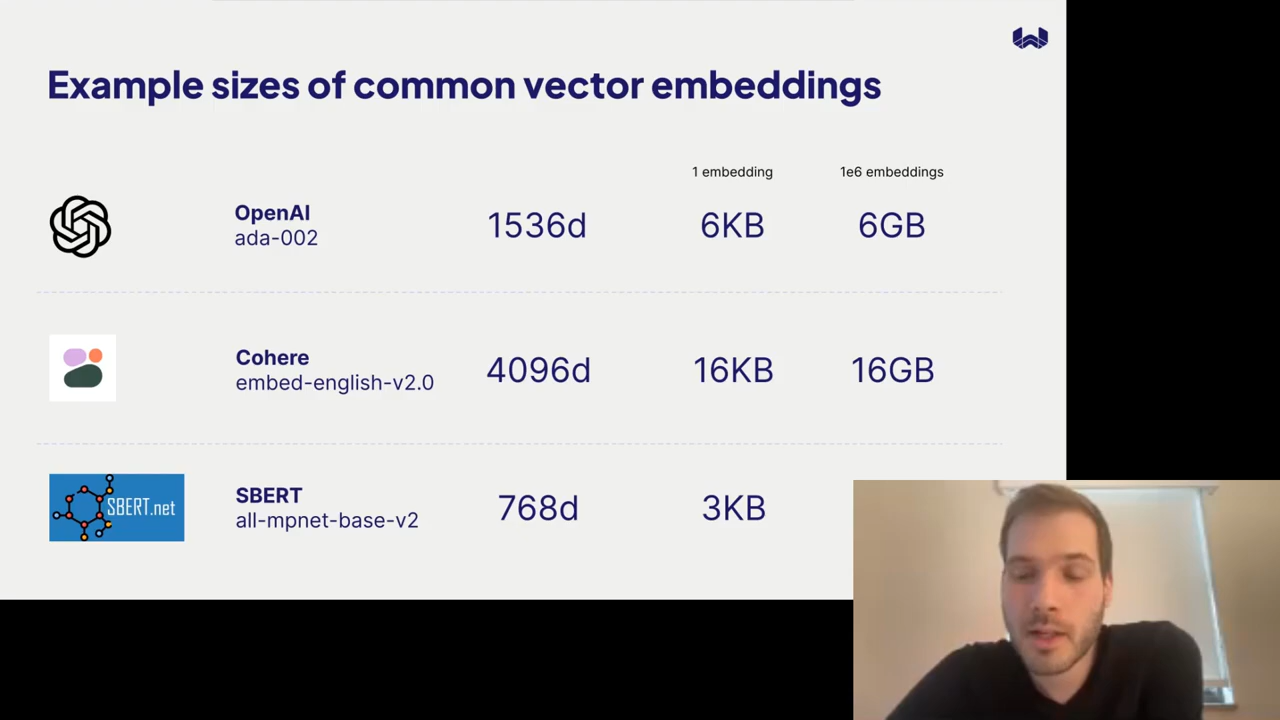 Example sizes of common vector embeddings
1 embedding 1e6 embeddings
OpenAI
ada-002
1536d 6KB 6GB
Cohere
embed-english-v2.0
4096d 16KB 16GB
SBERT.net
SBERT
all-mpnet-base-v2
768d 3KB